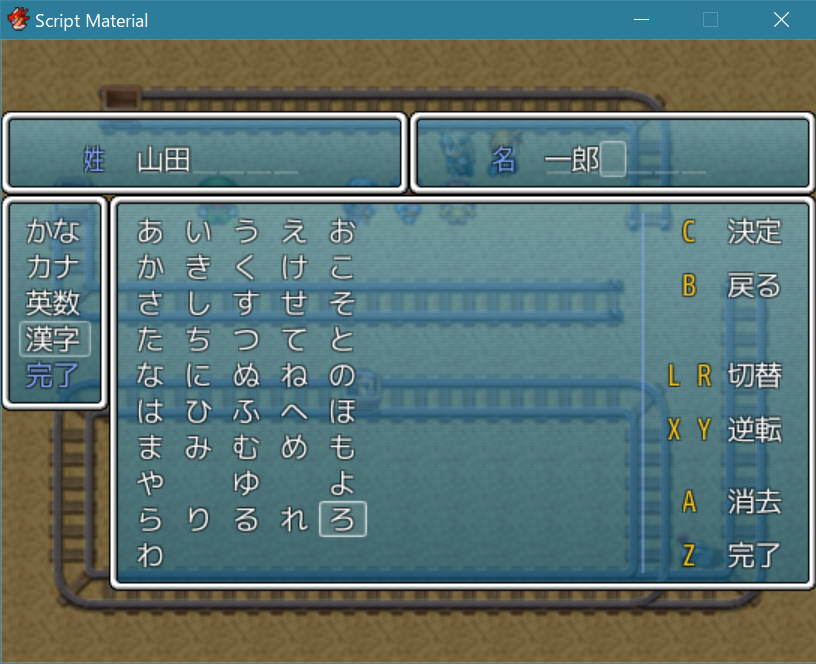 Script Material
姓 山田
名 一郎
かな
カナ
英数
漢字
完了
あ い う え お
か き く け こ
さ し す せ そ
た ち つ て と
な に ぬ ね の
は ひ ふ へ ほ
ま み む め も
や ゆ よ
ら り る れ ろ
わ
C 決定
B 戻る
L R 切替
X Y 逆転
A 消去
Z 完了